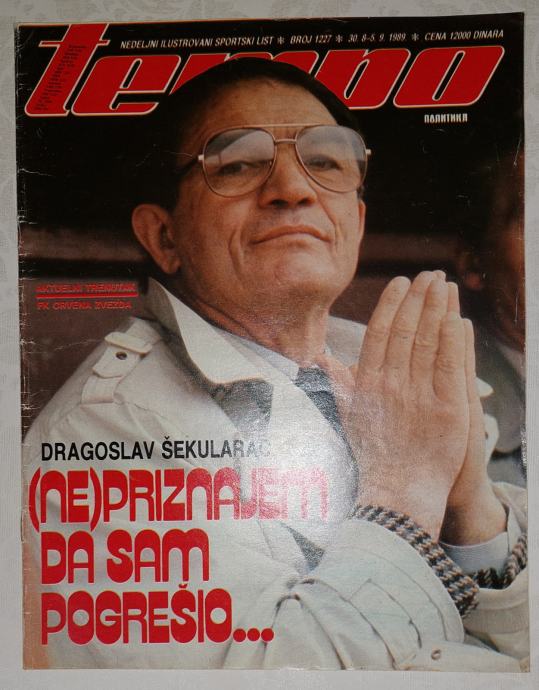 NEDELJNI ILUSTROVANI SPORTSKI LIST * BROJ 1227 * 30. 8-5. 9. 1989 * CENA 12000 DINARA
tempo
ПОЛИТИКА
AKTUELNI TRENUTAK
FK CRVENA ZVEZDA
DRAGOSLAV ŠEKULARAC
(NE)PRIZNAJEM
DA SAM
POGREŠIO...